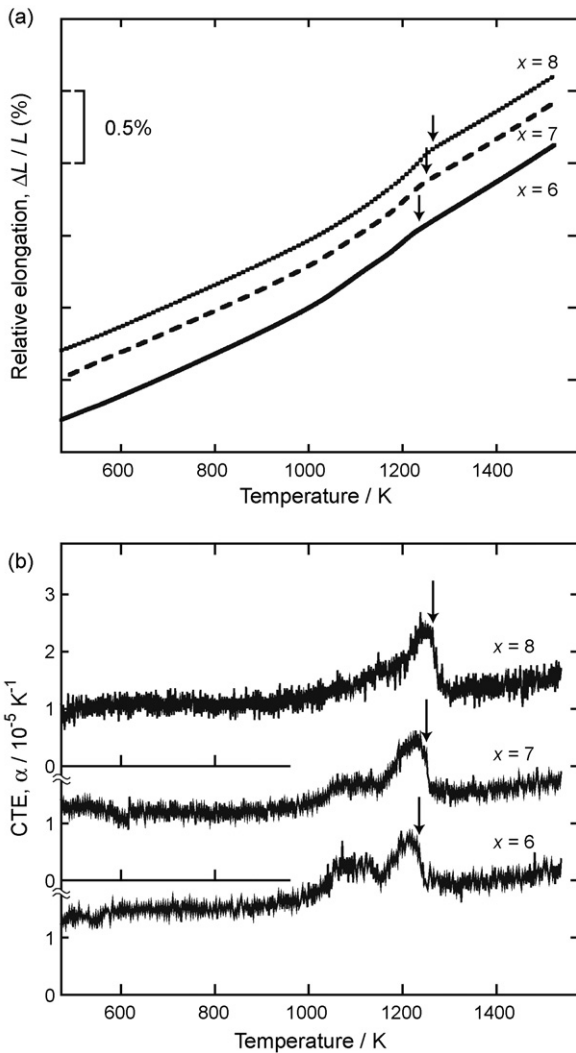 (a)
x = 8
0.5%
x = 7
x = 6
Relative elongation, ΔL / L (%)
600 800 1000 1200 1400
Temperature / K
(b)
3
2
x = 8
1
0
x = 7
1
x = 6
0
1
0
CTE, α / 10⁻⁵ K⁻¹
600 800 1000 1200 1400
Temperature / K